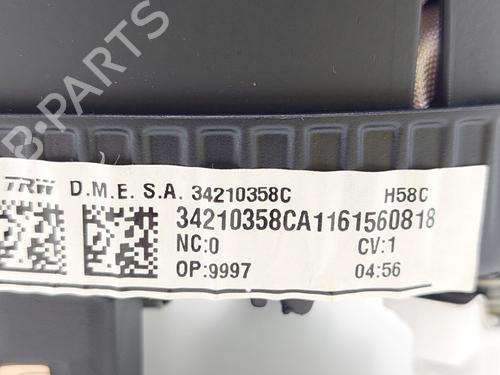 B-PARTS
TRW D.M.E. S.A. 34210358C H58C
34210358CA1161560818
NC:0 CV:1
OP:9997 04:56